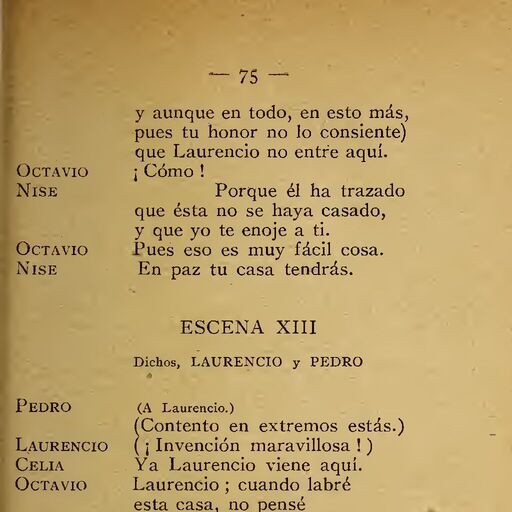 — 75 —
y aunque en todo, en esto más,
pues tu honor no lo consiente)
que Laurencio no entre aquí.
OCTAVIO ¡Cómo!
NISE Porque él ha trazado
que ésta no se haya casado,
y que yo te enoje a ti.
OCTAVIO Pues eso es muy fácil cosa.
NISE En paz tu casa tendrás.
ESCENA XIII
Dichos, LAURENCIO y PEDRO
PEDRO (A Laurencio.)
(Contento en extremos estás.)
LAURENCIO (¡Invención maravillosa!)
CELIA Ya Laurencio viene aquí.
OCTAVIO Laurencio; cuando labré
esta casa, no pensé